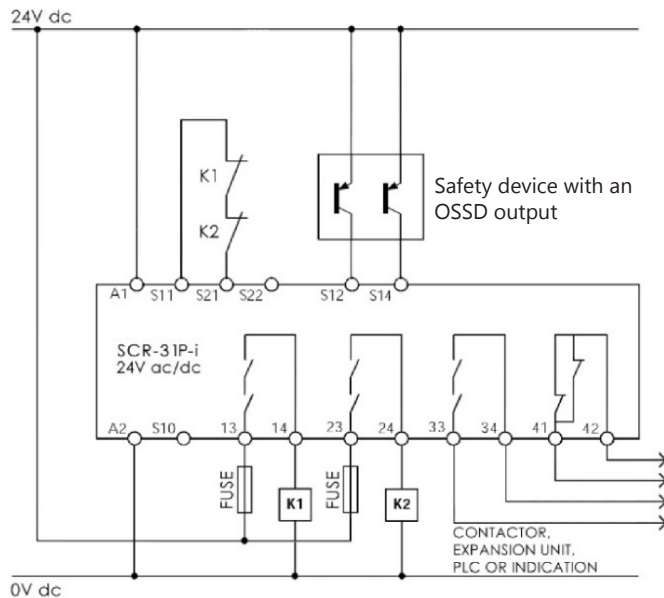 24V dc
K1
K2
Safety device with an
OSSD output
A1 S11 S21 S22 S12 S14
SCR-31P-i
24V ac/dc
A2 S10 13 14 23 24 33 34 41 42
FUSE
K1
FUSE
K2
CONTACTOR,
EXPANSION UNIT,
PLC OR INDICATION
0V dc